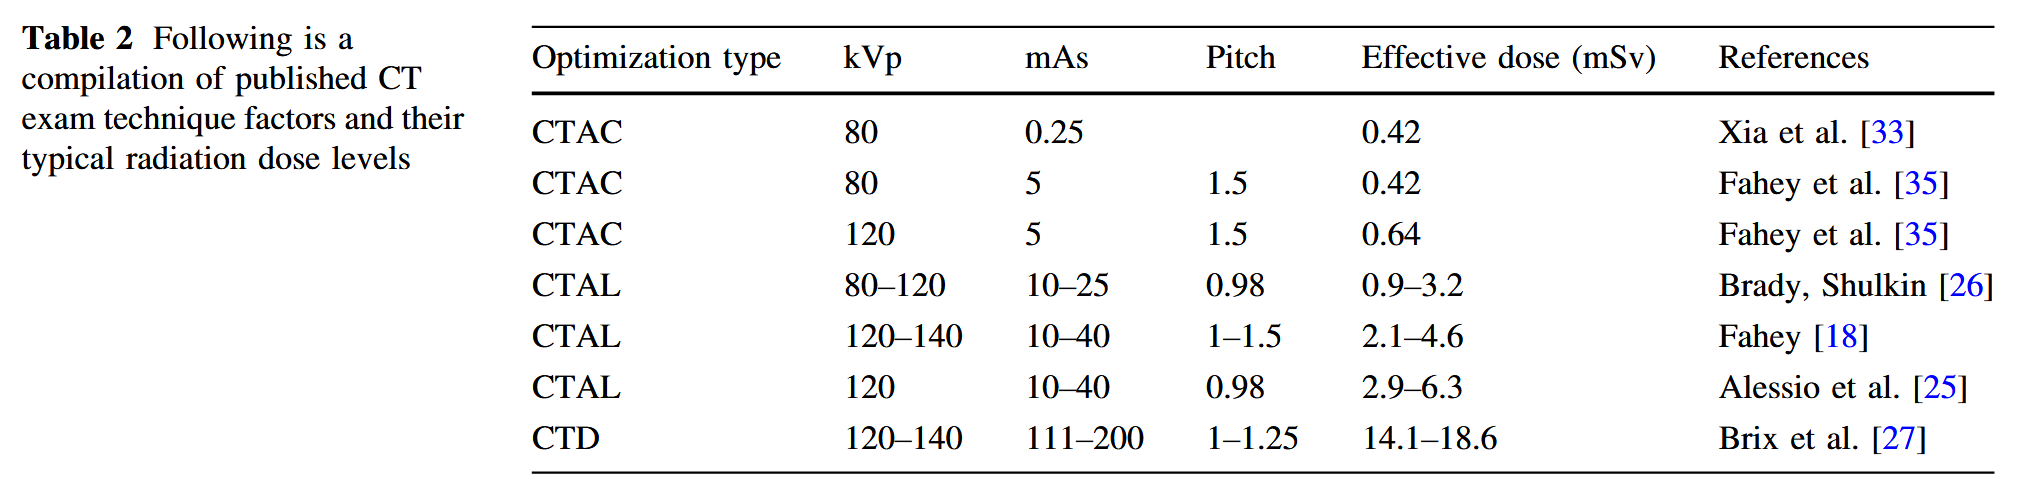 Table 2 Following is a
compilation of published CT
exam technique factors and their
typical radiation dose levels
Optimization type kVp mAs Pitch Effective dose (mSv) References
CTAC 80 0.25 0.42 Xia et al. [33]
CTAC 80 5 1.5 0.42 Fahey et al. [35]
CTAC 120 5 1.5 0.64 Fahey et al. [35]
CTAL 80–120 10–25 0.98 0.9–3.2 Brady, Shulkin [26]
CTAL 120–140 10–40 1–1.5 2.1–4.6 Fahey [18]
CTAL 120 10–40 0.98 2.9–6.3 Alessio et al. [25]
CTD 120–140 111–200 1–1.25 14.1–18.6 Brix et al. [27]